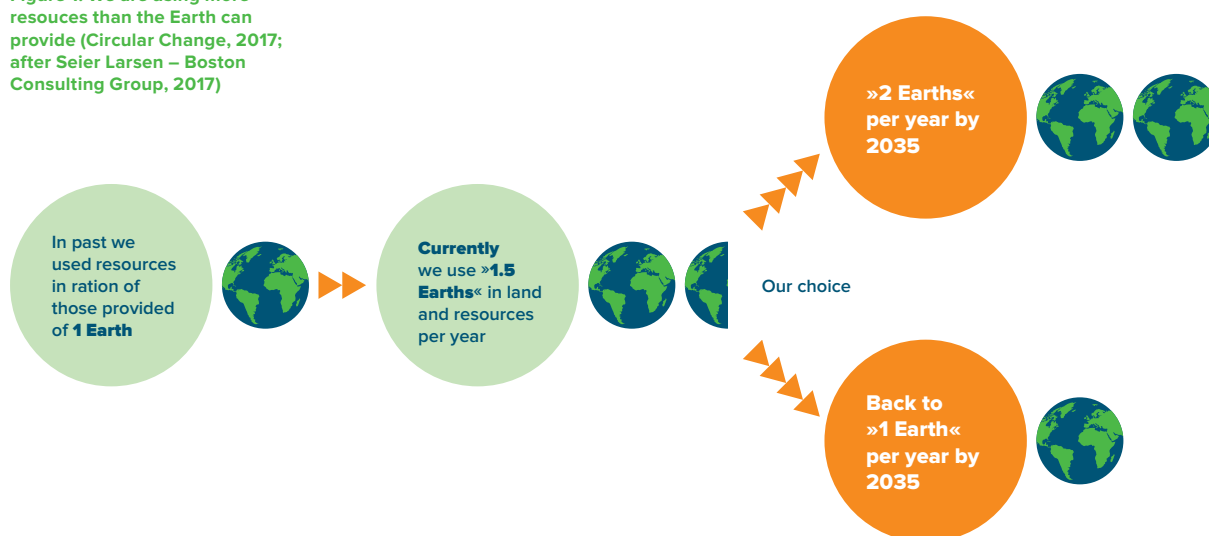 resouces than the Earth can
provide (Circular Change, 2017;
after Seier Larsen – Boston
Consulting Group, 2017)
In past we
used resources
in ration of
those provided
of 1 Earth
Currently
we use »1.5
Earths« in land
and resources
per year
Our choice
»2 Earths«
per year by
2035
Back to
»1 Earth«
per year by
2035